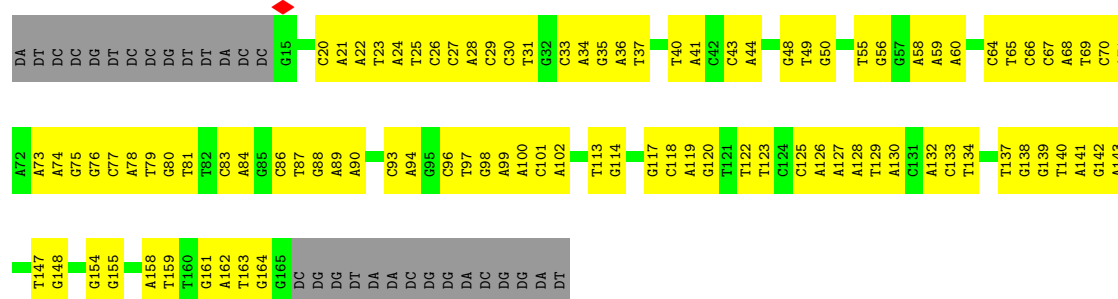 DA DT DC DC DG DT DC DC DG DT DT DA DC DC G15 C20 A21 A22 T23 A24 T25 C26 C27 A28 C29 C30 T31 G32 C33 A34 G35 A36 T37 T40 A41 C42 C43 A44 G48 T49 G50 T55 G56 G57 A58 A59 A60 C64 T65 C66 C67 A68 T69 C70
A72 A73 A74 G75 G76 C77 A78 T79 G80 T81 T82 C83 A84 G85 C86 T87 G88 A89 A90 C93 A94 G95 C96 T97 G98 A99 A100 C101 A102 T113 G114 G117 C118 A119 G120 T121 T122 T123 C124 C125 A126 A127 A128 T129 A130 C131 A132 C133 T134 T137 G138 G139 T140 A141 G142
T147 G148 G154 G155 A158 T159 T160 G161 A162 T163 G164 G165 DC DG DG DT DA DA DC DG DG DA DC DG DG DA DT